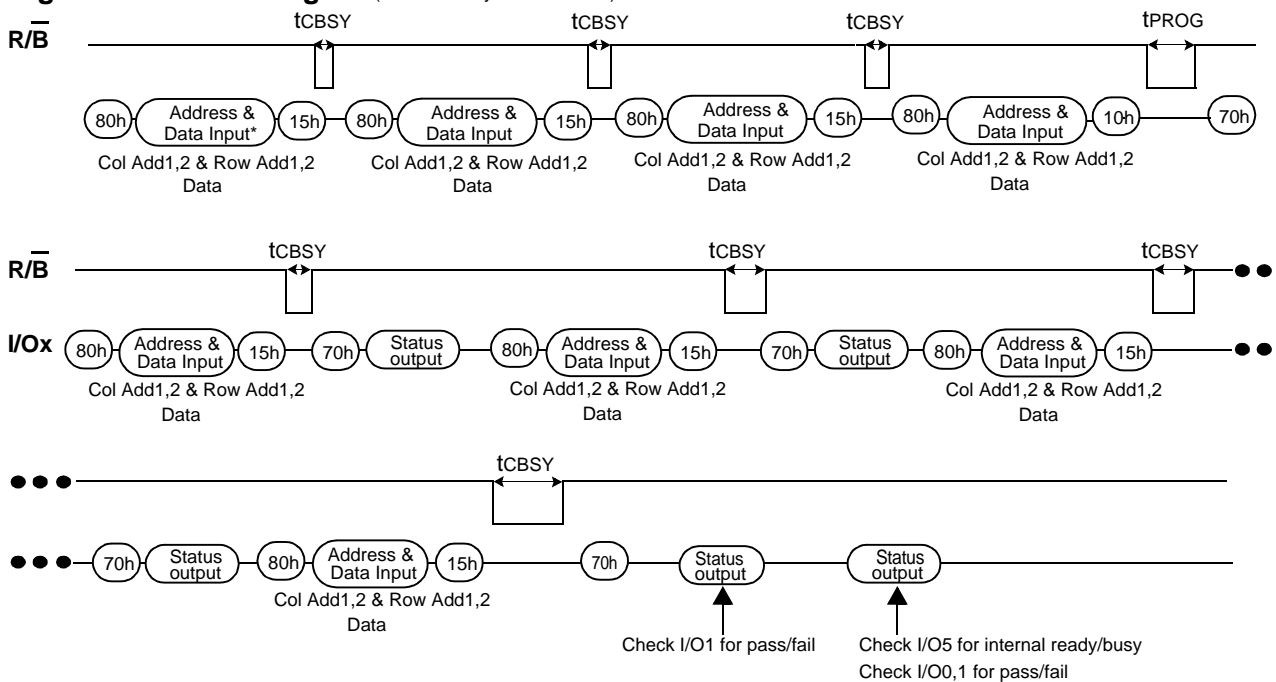 tCBSY tCBSY tCBSY tPROG
R/B
80h Address & Data Input* 15h 80h Address & Data Input 15h 80h Address & Data Input 15h 80h Address & Data Input 10h 70h
Col Add1,2 & Row Add1,2 Col Add1,2 & Row Add1,2 Col Add1,2 & Row Add1,2 Col Add1,2 & Row Add1,2
Data Data Data Data
tCBSY tCBSY tCBSY
R/B
I/Ox 80h Address & Data Input 15h 70h Status output 80h Address & Data Input 15h 70h Status output 80h Address & Data Input 15h
Col Add1,2 & Row Add1,2 Col Add1,2 & Row Add1,2 Col Add1,2 & Row Add1,2
Data Data Data
tCBSY
70h Status output 80h Address & Data Input 15h 70h Status output Status output
Col Add1,2 & Row Add1,2
Data
Check I/O1 for pass/fail Check I/O5 for internal ready/busy
Check I/O0,1 for pass/fail